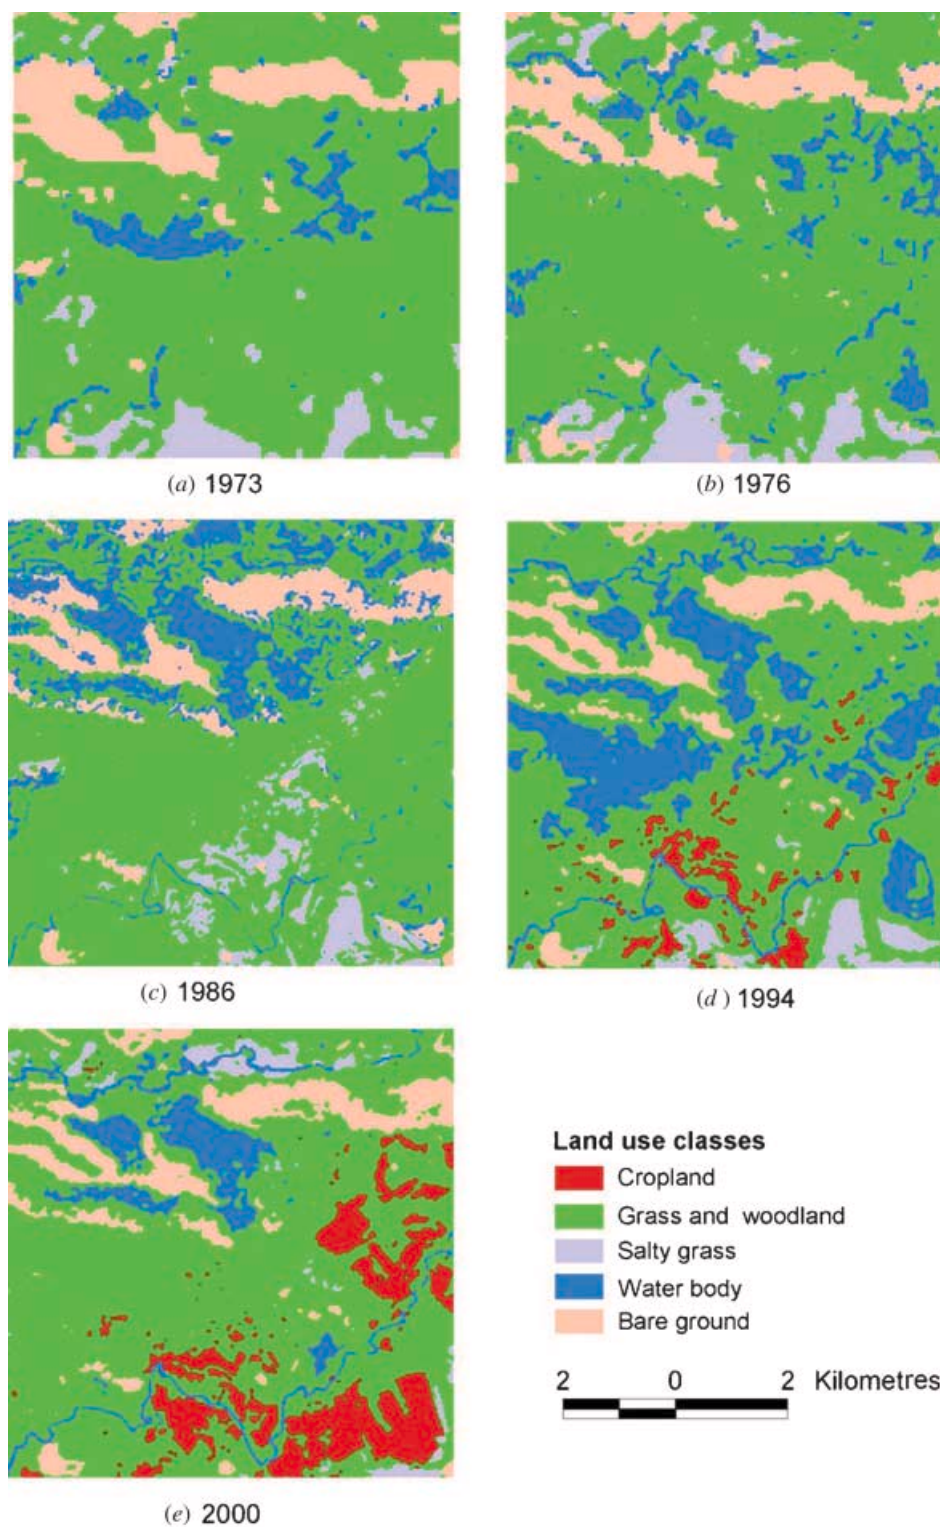 (a) 1973
(b) 1976
(c) 1986
(d) 1994
(e) 2000
Land use classes
Cropland
Grass and woodland
Salty grass
Water body
Bare ground
2 0 2 Kilometres